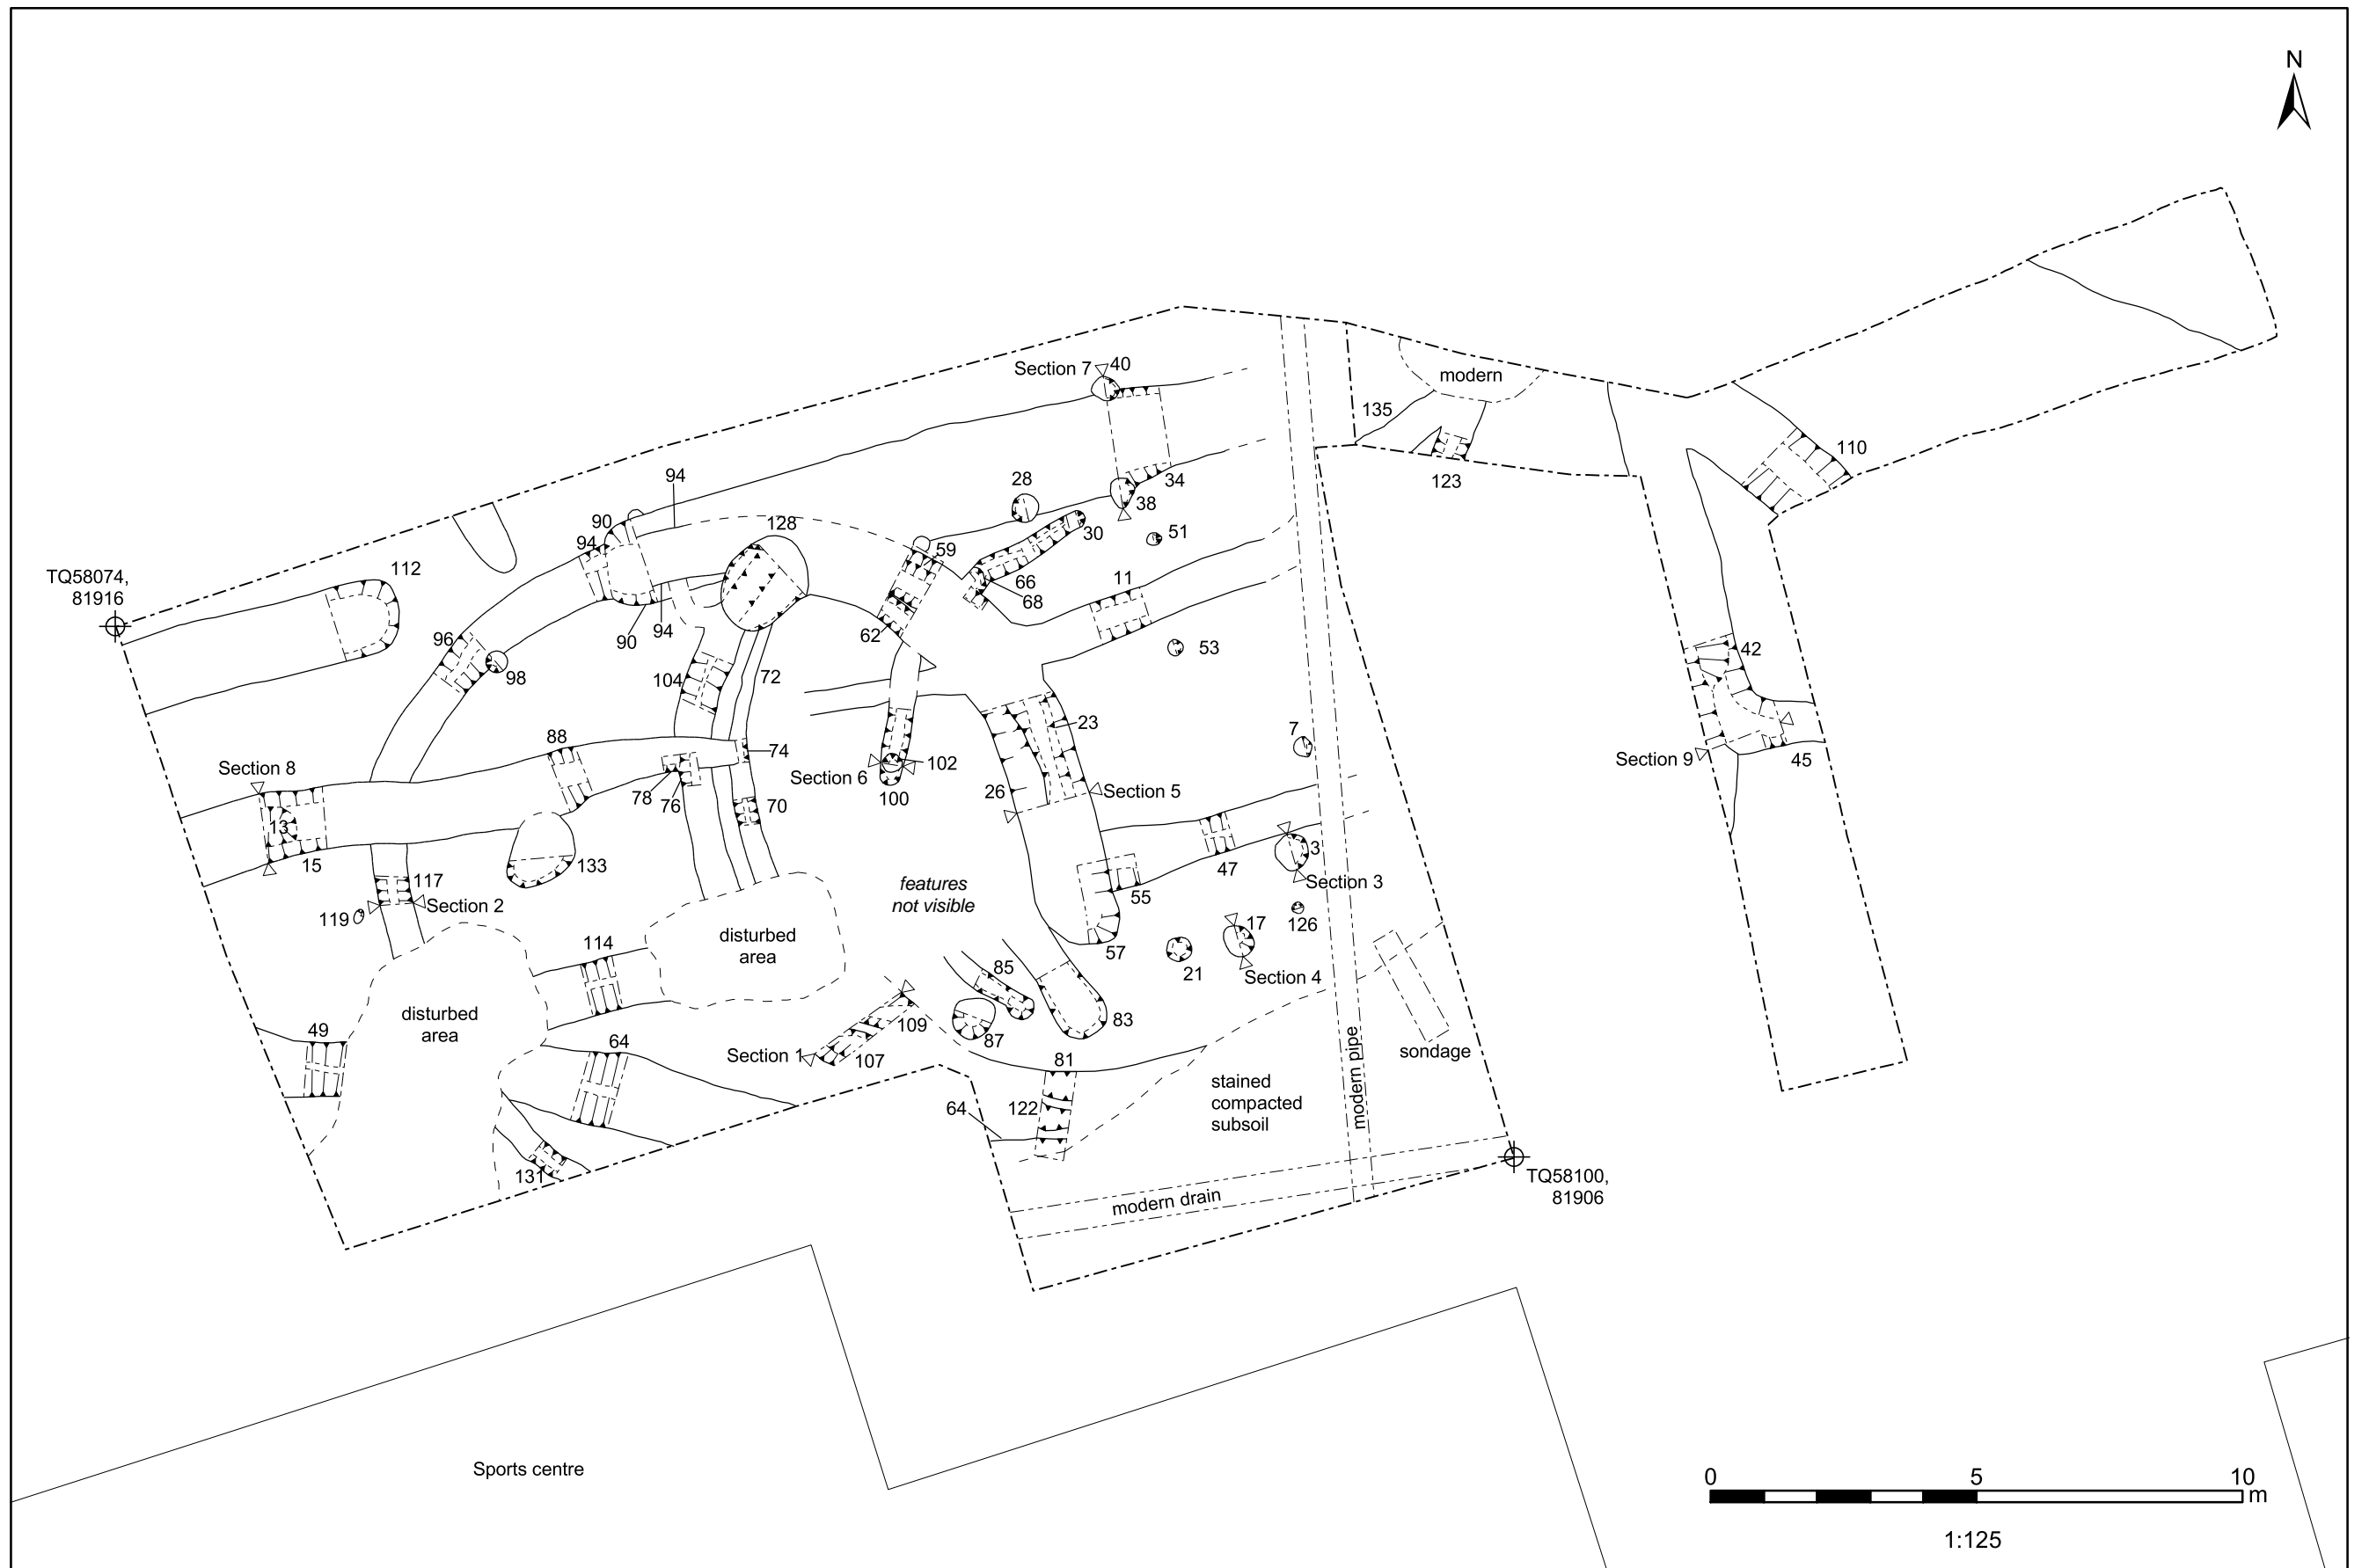 N
Section 7
40
modern
135
110
94
28
34
123
38
128
90
94
51
30
59
TQ58074,
81916
112
66
11
68
94
90
62
96
53
98
104
72
42
23
7
88
74
Section 8
102
Section 9
45
Section 6
78
76
70
100
26
Section 5
13
15
133
47
3
117
features
not visible
55
Section 3
119
Section 2
126
17
disturbed
area
114
57
21
Section 4
85
disturbed
area
83
49
109
64
87
Section 1
107
81
modern pipe
sondage
stained
compacted
subsoil
64
122
131
TQ58100,
81906
modern drain
Sports centre
0 5 10
m
1:125